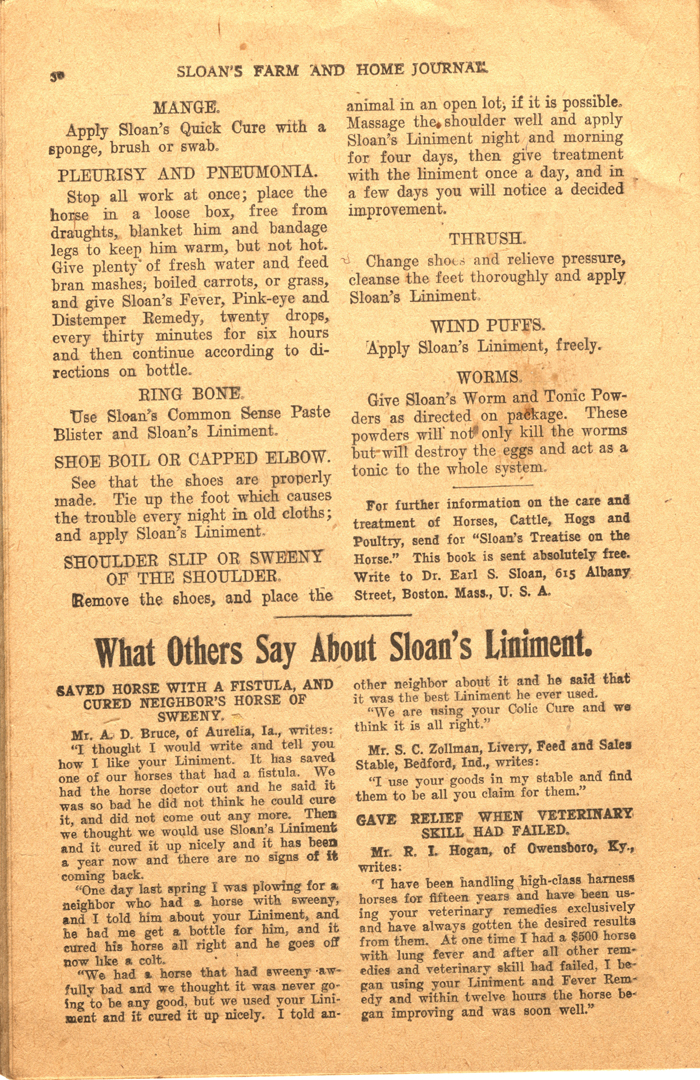 30
SLOAN'S FARM AND HOME JOURNAL.
MANGE.
Apply Sloan's Quick Cure with a
sponge, brush or swab.
PLEURISY AND PNEUMONIA.
Stop all work at once; place the
horse in a loose box, free from
draughts, blanket him and bandage
legs to keep him warm, but not hot.
Give plenty of fresh water and feed
bran mashes, boiled carrots, or grass,
and give Sloan's Fever, Pink-eye and
Distemper Remedy, twenty drops,
every thirty minutes for six hours
and then continue according to di-
rections on bottle.
RING BONE.
Use Sloan's Common Sense Paste
Blister and Sloan's Liniment.
SHOE BOIL OR CAPPED ELBOW.
See that the shoes are properly
made. Tie up the foot which causes
the trouble every night in old cloths;
and apply Sloan's Liniment.
SHOULDER SLIP OR SWEENY
OF THE SHOULDER.
Remove the shoes, and place the
animal in an open lot, if it is possible.
Massage the shoulder well and apply
Sloan's Liniment night and morning
for four days, then give treatment
with the liniment once a day, and in
a few days you will notice a decided
improvement.
THRUSH.
Change shoes and relieve pressure,
cleanse the feet thoroughly and apply
Sloan's Liniment.
WIND PUFFS.
Apply Sloan's Liniment, freely.
WORMS.
Give Sloan's Worm and Tonic Pow-
ders as directed on package. These
powders will not only kill the worms
but will destroy the eggs and act as a
tonic to the whole system.
For further information on the care and
treatment of Horses, Cattle, Hogs and
Poultry, send for "Sloan's Treatise on the
Horse." This book is sent absolutely free.
Write to Dr. Earl S. Sloan, 615 Albany
Street, Boston. Mass., U. S. A.
What Others Say About Sloan's Liniment.
SAVED HORSE WITH A FISTULA, AND
CURED NEIGHBOR'S HORSE OF
SWEENY.
Mr. A. D. Bruce, of Aurelia, Ia., writes:
"I thought I would write and tell you
how I like your Liniment. It has saved
one of our horses that had a fistula. We
had the horse doctor out and he said it
was so bad he did not think he could cure
it, and did not come out any more. Then
we thought we would use Sloan's Liniment
and it cured it up nicely and it has been
a year now and there are no signs of it
coming back.
"One day last spring I was plowing for a
neighbor who had a horse with sweeny,
and I told him about your Liniment, and
he had me get a bottle for him, and it
cured his horse all right and he goes off
now like a colt.
"We had a horse that had sweeny aw-
fully bad and we thought it was never go-
ing to be any good, but we used your Lini-
ment and it cured it up nicely. I told an-
other neighbor about it and he said that
it was the best Liniment he ever used.
"We are using your Colic Cure and we
think it is all right."
Mr. S. C. Zollman, Livery, Feed and Sales
Stable, Bedford, Ind., writes:
"I use your goods in my stable and find
them to be all you claim for them."
GAVE RELIEF WHEN VETERINARY
SKILL HAD FAILED.
Mr. R. I. Hogan, of Owensboro, Ky.,
writes:
"I have been handling high-class harness
horses for fifteen years and have been us-
ing your veterinary remedies exclusively
and have always gotten the desired results
from them. At one time I had a $500 horse
with lung fever and after all other rem-
edies and veterinary skill had failed, I be-
gan using your Liniment and Fever Rem-
edy and within twelve hours the horse be-
gan improving and was soon well."